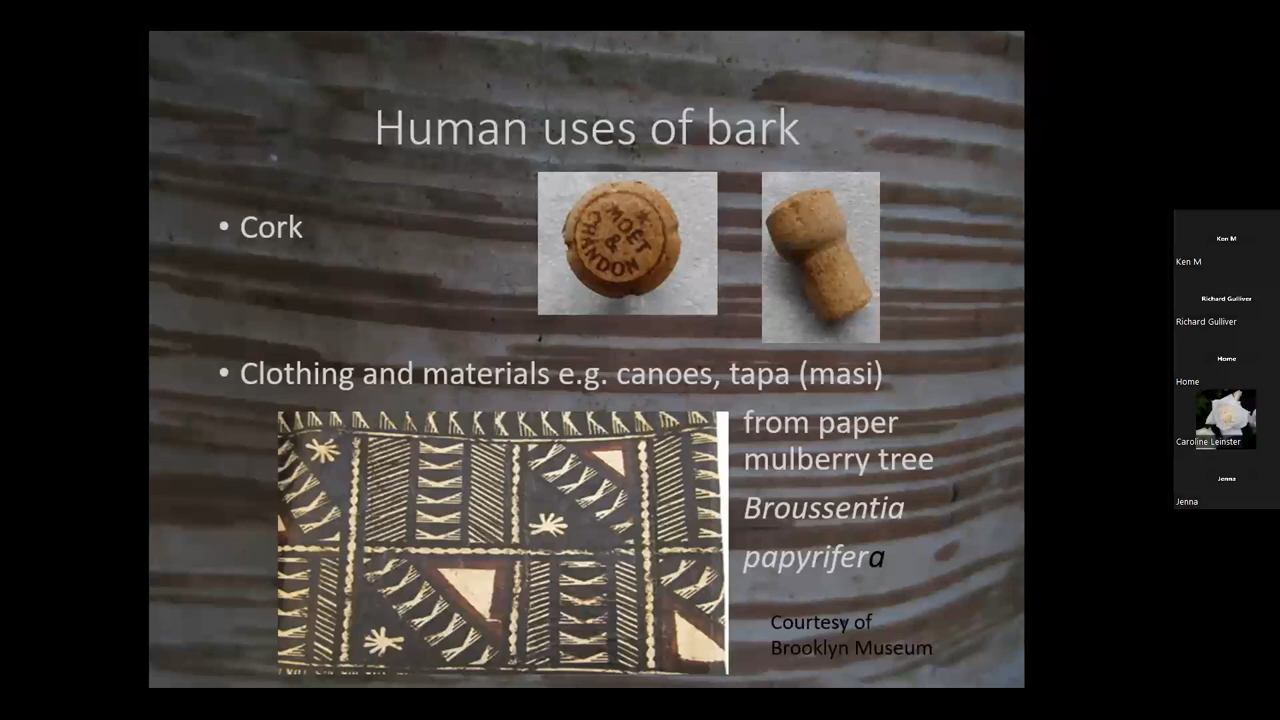 Human uses of bark
• Cork
MOËT
&
CHANDON
• Clothing and materials e.g. canoes, tapa (masi)
from paper
mulberry tree
Broussentia
papyrifera
Courtesy of
Brooklyn Museum
Ken M
Ken M
Richard Gulliver
Richard Gulliver
Home
Home
Caroline Leinster
Jenna
Jenna